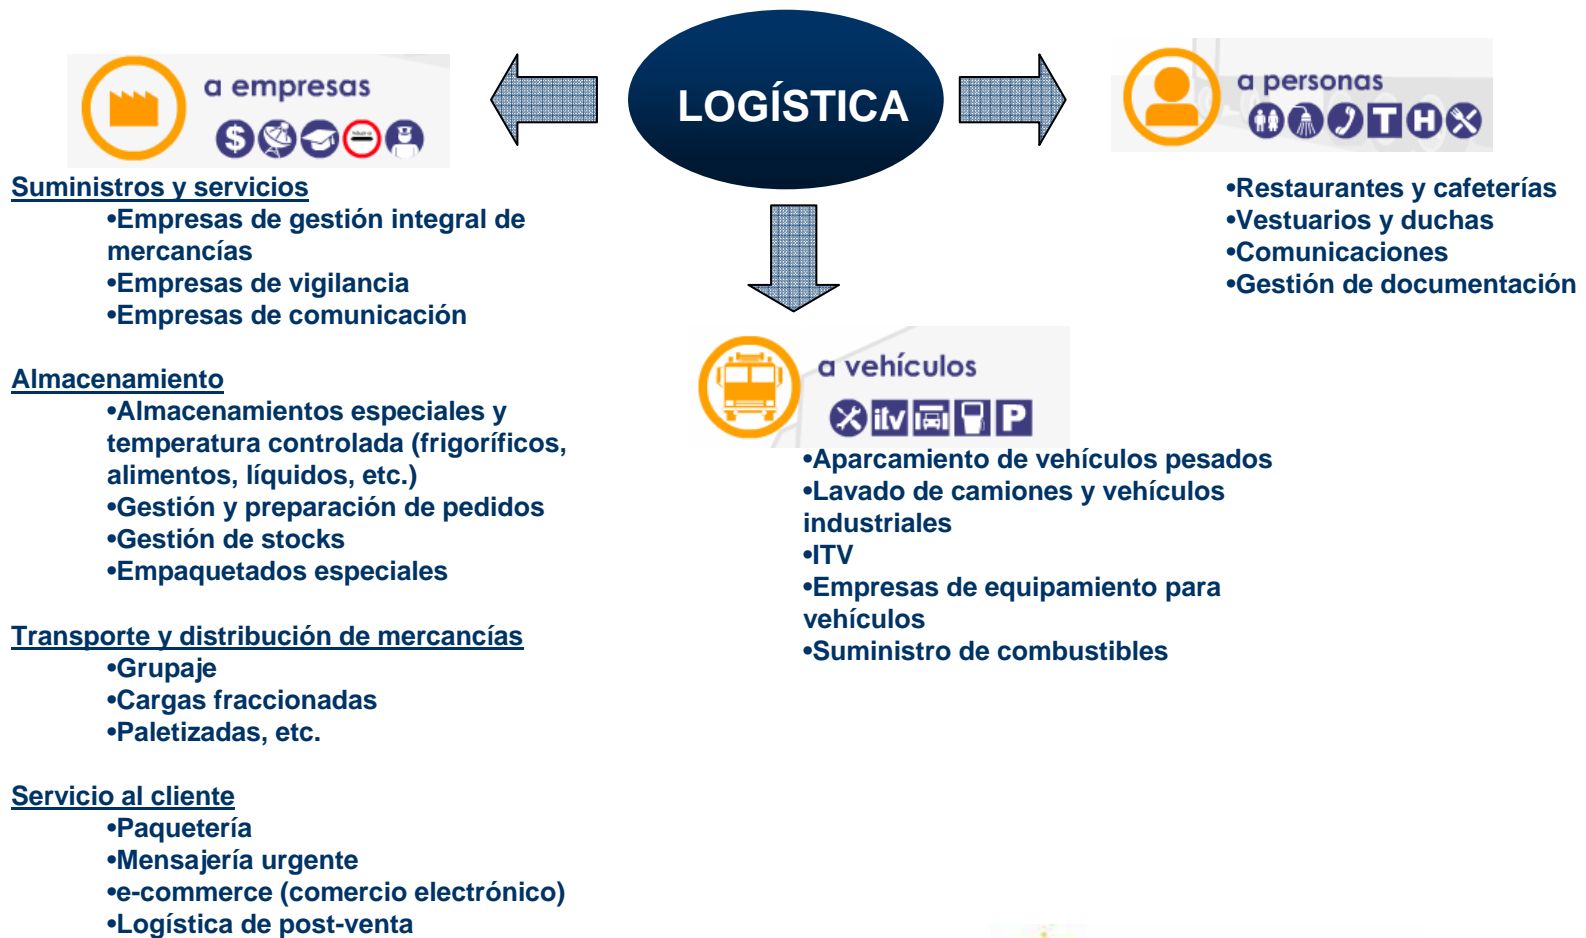 LOGÍSTICA
a empresas
$
Suministros y servicios
•Empresas de gestión integral de
mercancías
•Empresas de vigilancia
•Empresas de comunicación
Almacenamiento
•Almacenamientos especiales y
temperatura controlada (frigoríficos,
alimentos, líquidos, etc.)
•Gestión y preparación de pedidos
•Gestión de stocks
•Empaquetados especiales
Transporte y distribución de mercancías
•Grupaje
•Cargas fraccionadas
•Paletizadas, etc.
Servicio al cliente
•Paquetería
•Mensajería urgente
•e-commerce (comercio electrónico)
•Logística de post-venta
a vehículos
itv P
•Aparcamiento de vehículos pesados
•Lavado de camiones y vehículos
industriales
•ITV
•Empresas de equipamiento para
vehículos
•Suministro de combustibles
a personas
T H
•Restaurantes y cafeterías
•Vestuarios y duchas
•Comunicaciones
•Gestión de documentación